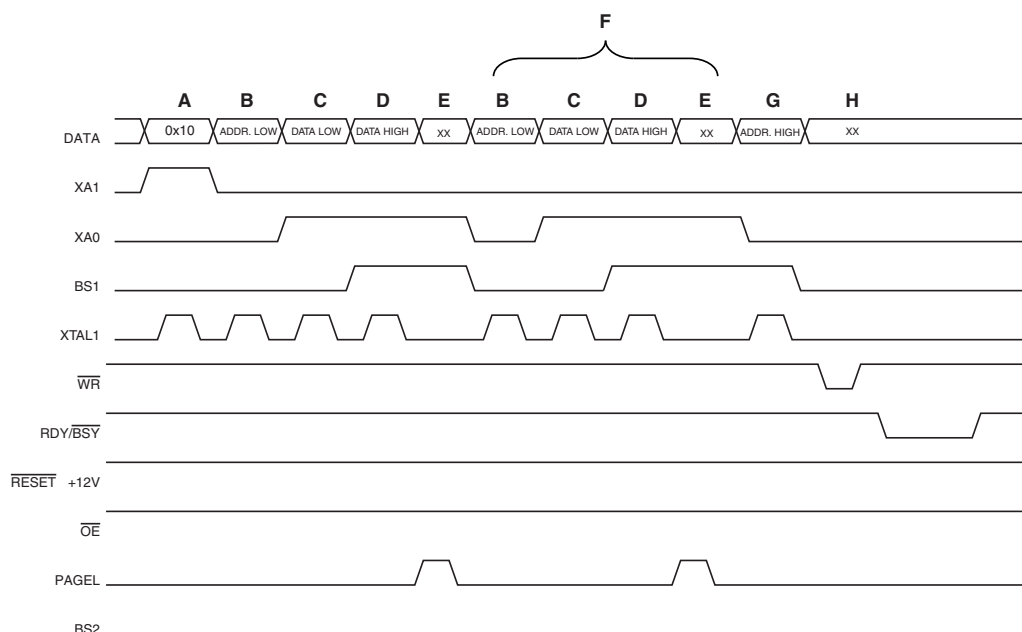 F
A B C D E B C D E G H
DATA 0x10 ADDR. LOW DATA LOW DATA HIGH XX ADDR. LOW DATA LOW DATA HIGH XX ADDR. HIGH XX
XA1
XA0
BS1
XTAL1
WR
RDY/BSY
RESET +12V
OE
PAGEL
BS2